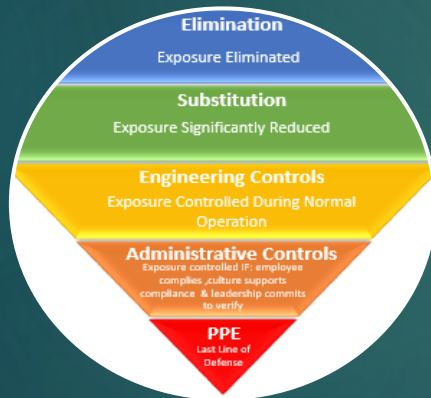 Elimination
Exposure Eliminated
Substitution
Exposure Significantly Reduced
Engineering Controls
Exposure Controlled During Normal
Operation
Administrative Controls
Exposure controlled IF: employee
complies ,culture supports
compliance & leadership commits
to verify
PPE
Last Line of
Defense